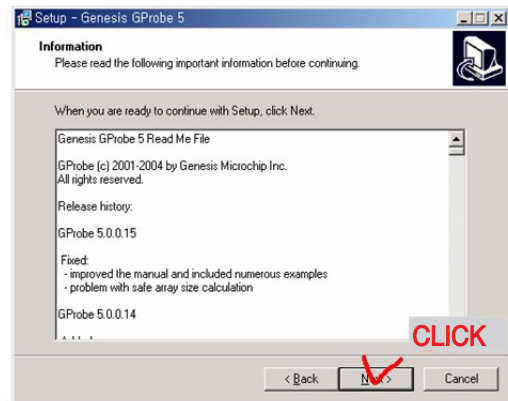 Setup - Genesis GProbe 5
Information
Please read the following important information before continuing.
When you are ready to continue with Setup, click Next.
Genesis GProbe 5 Read Me File
GProbe (c) 2001-2004 by Genesis Microchip Inc.
All rights reserved.
Release history:
GProbe 5.0.0.15
Fixed:
- improved the manual and included numerous examples
- problem with safe array size calculation
GProbe 5.0.0.14
CLICK
< Back
Next >
Cancel